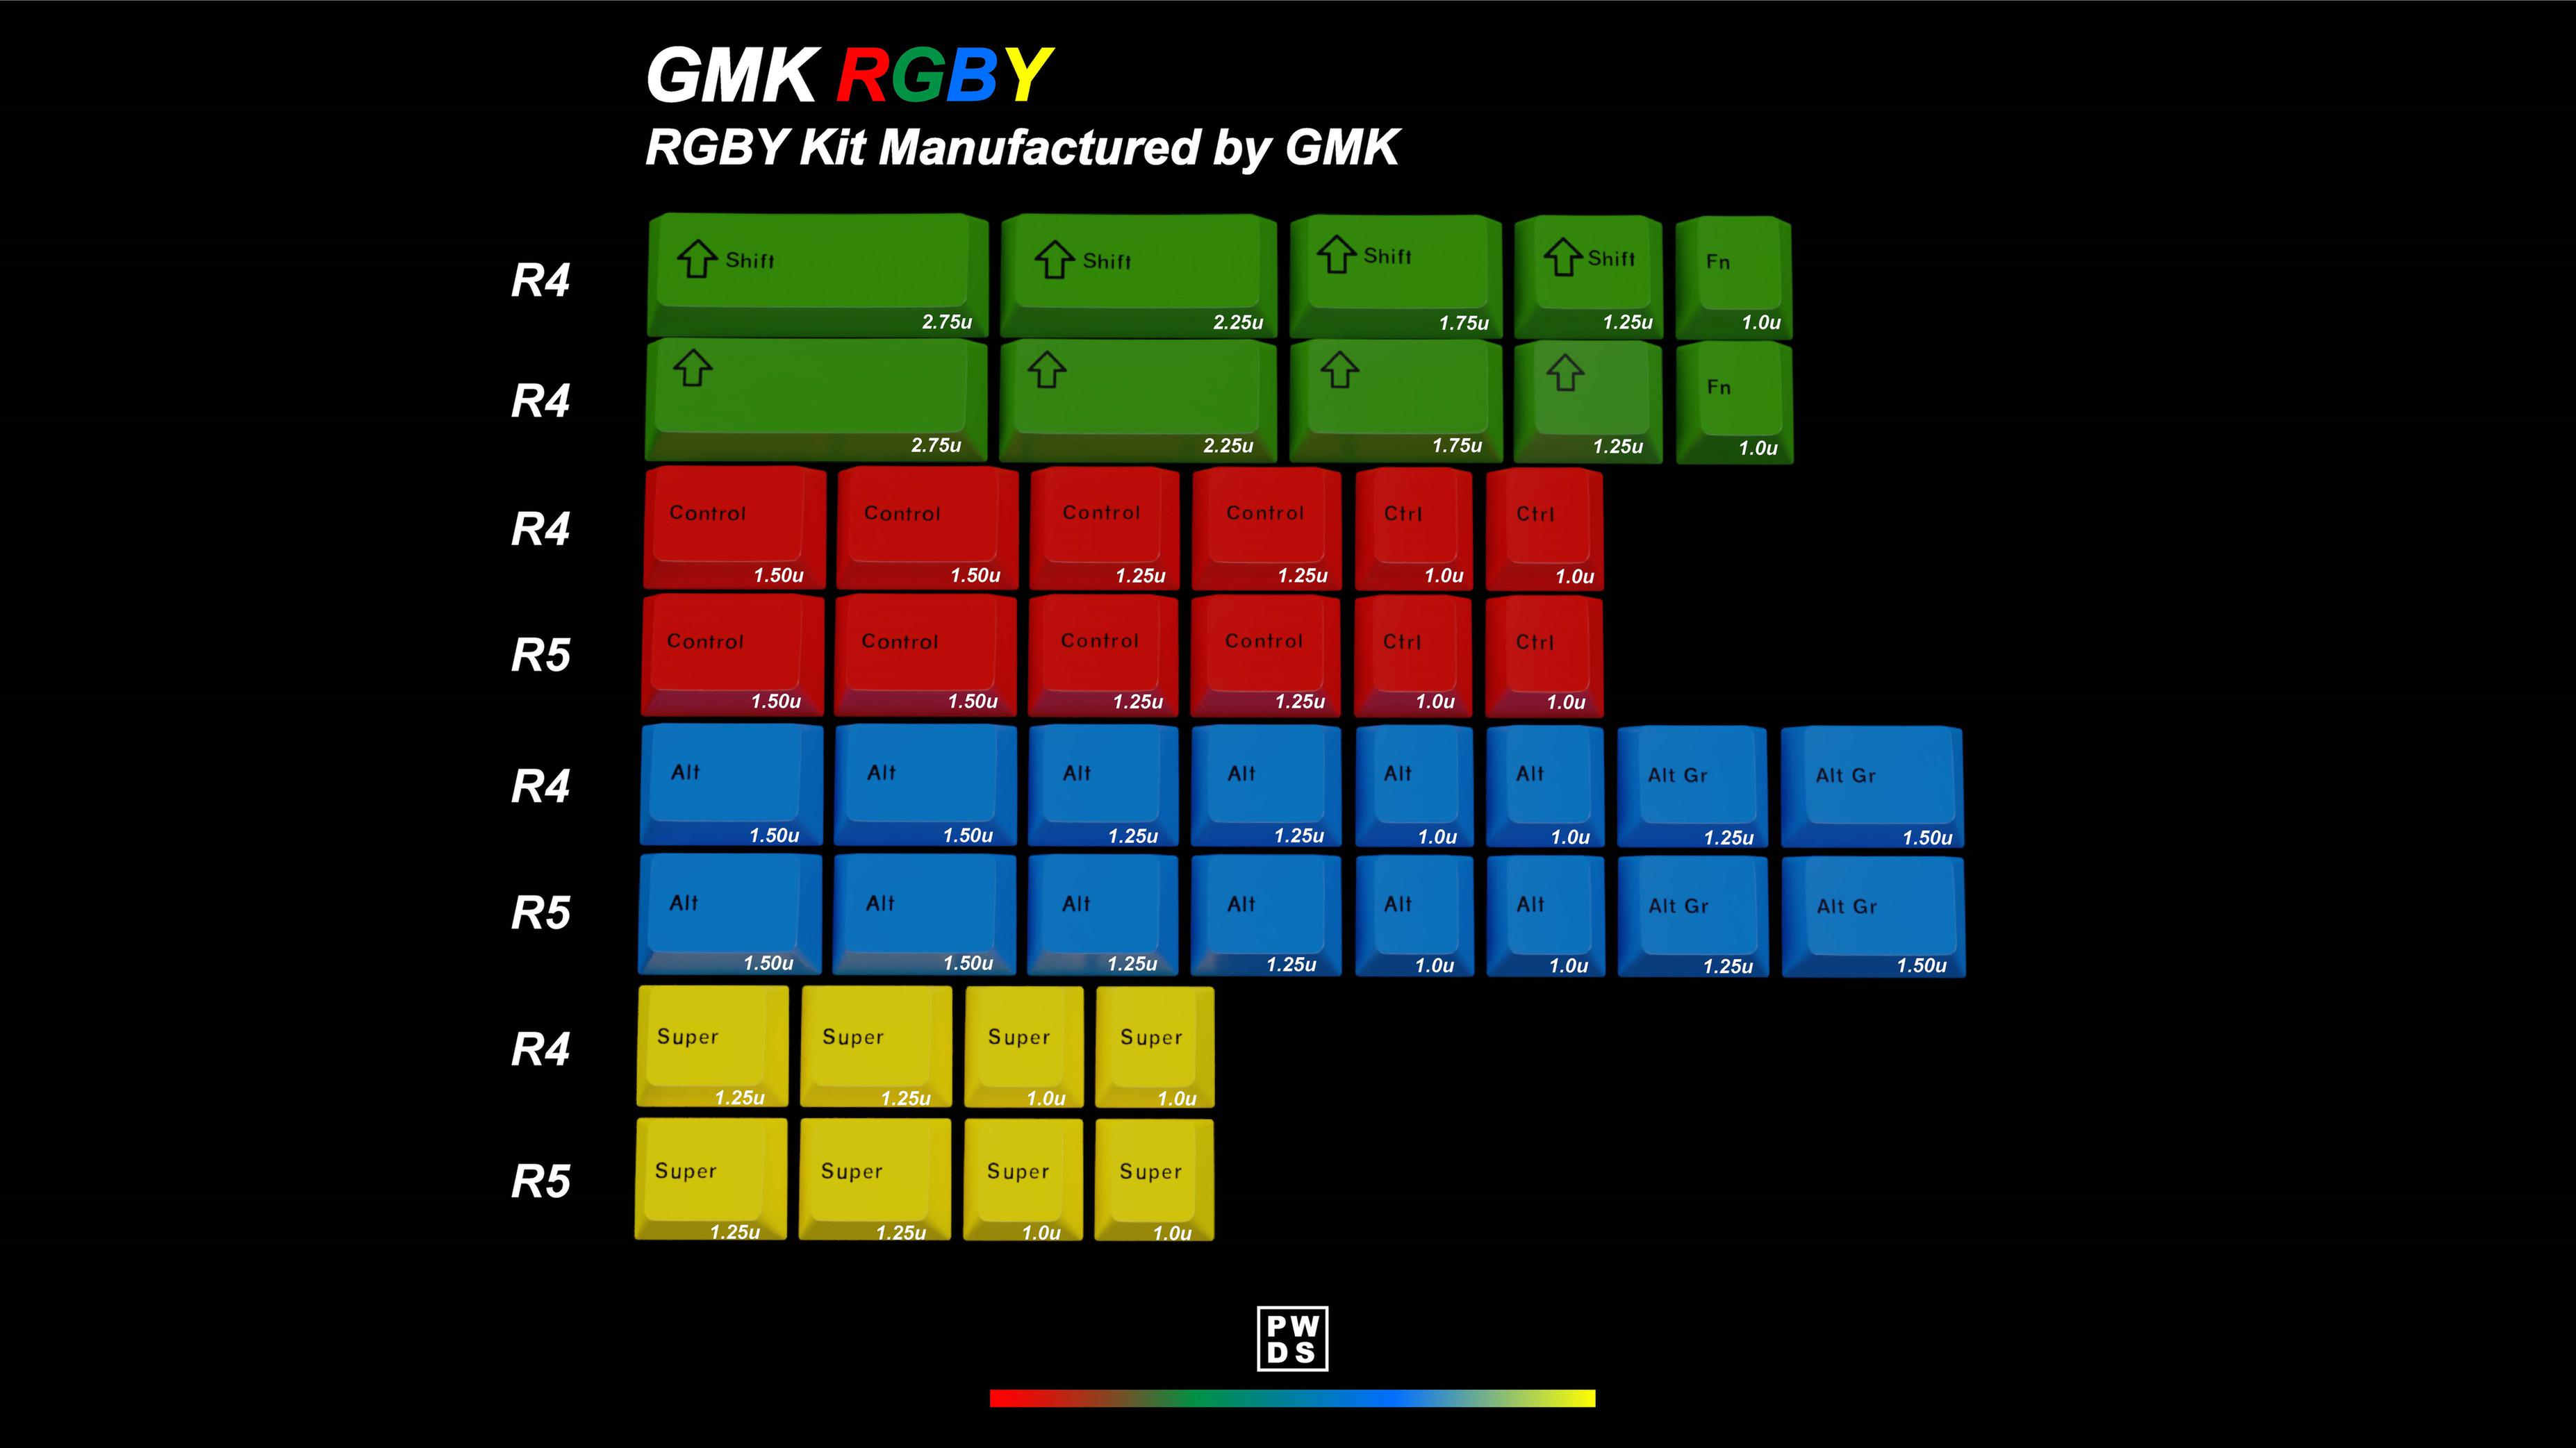 GMK RGBY
RGBY Kit Manufactured by GMK
R4 Shift Shift Shift Shift Fn
2.75u 2.25u 1.75u 1.25u 1.0u
R4 Fn
2.75u 2.25u 1.75u 1.25u 1.0u
R4 Control Control Control Control Ctrl Ctrl
1.50u 1.50u 1.25u 1.25u 1.0u 1.0u
R5 Control Control Control Control Ctrl Ctrl
1.50u 1.50u 1.25u 1.25u 1.0u 1.0u
R4 Alt Alt Alt Alt Alt Alt Alt Gr Alt Gr
1.50u 1.50u 1.25u 1.25u 1.0u 1.0u 1.25u 1.50u
R5 Alt Alt Alt Alt Alt Alt Alt Gr Alt Gr
1.50u 1.50u 1.25u 1.25u 1.0u 1.0u 1.25u 1.50u
R4 Super Super Super Super
1.25u 1.25u 1.0u 1.0u
R5 Super Super Super Super
1.25u 1.25u 1.0u 1.0u
PW
DS